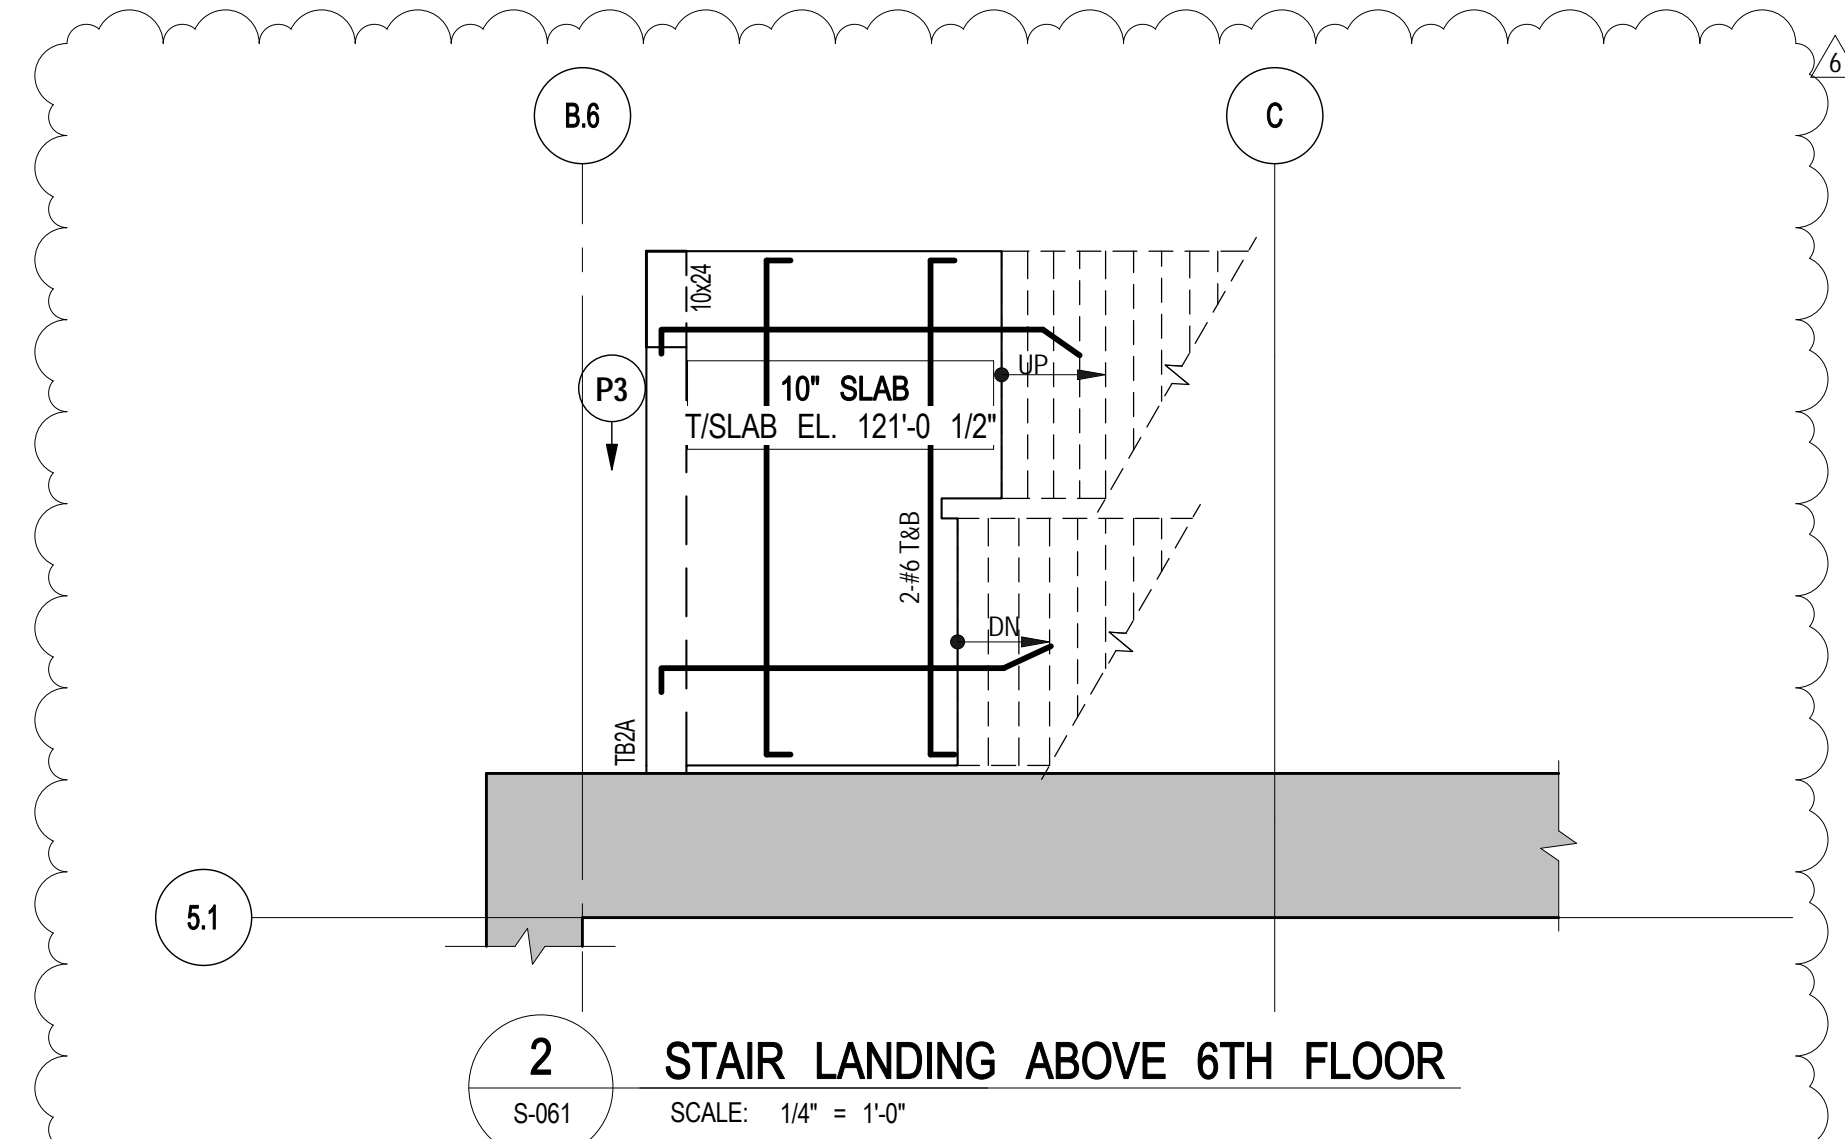 6
B.6
C
10x24
UP
P3
10" SLAB
T/SLAB EL. 121'-0 1/2"
2-#6 T&B
DN
TB2A
5.1
2
STAIR LANDING ABOVE 6TH FLOOR
S-061
SCALE: 1/4" = 1'-0"